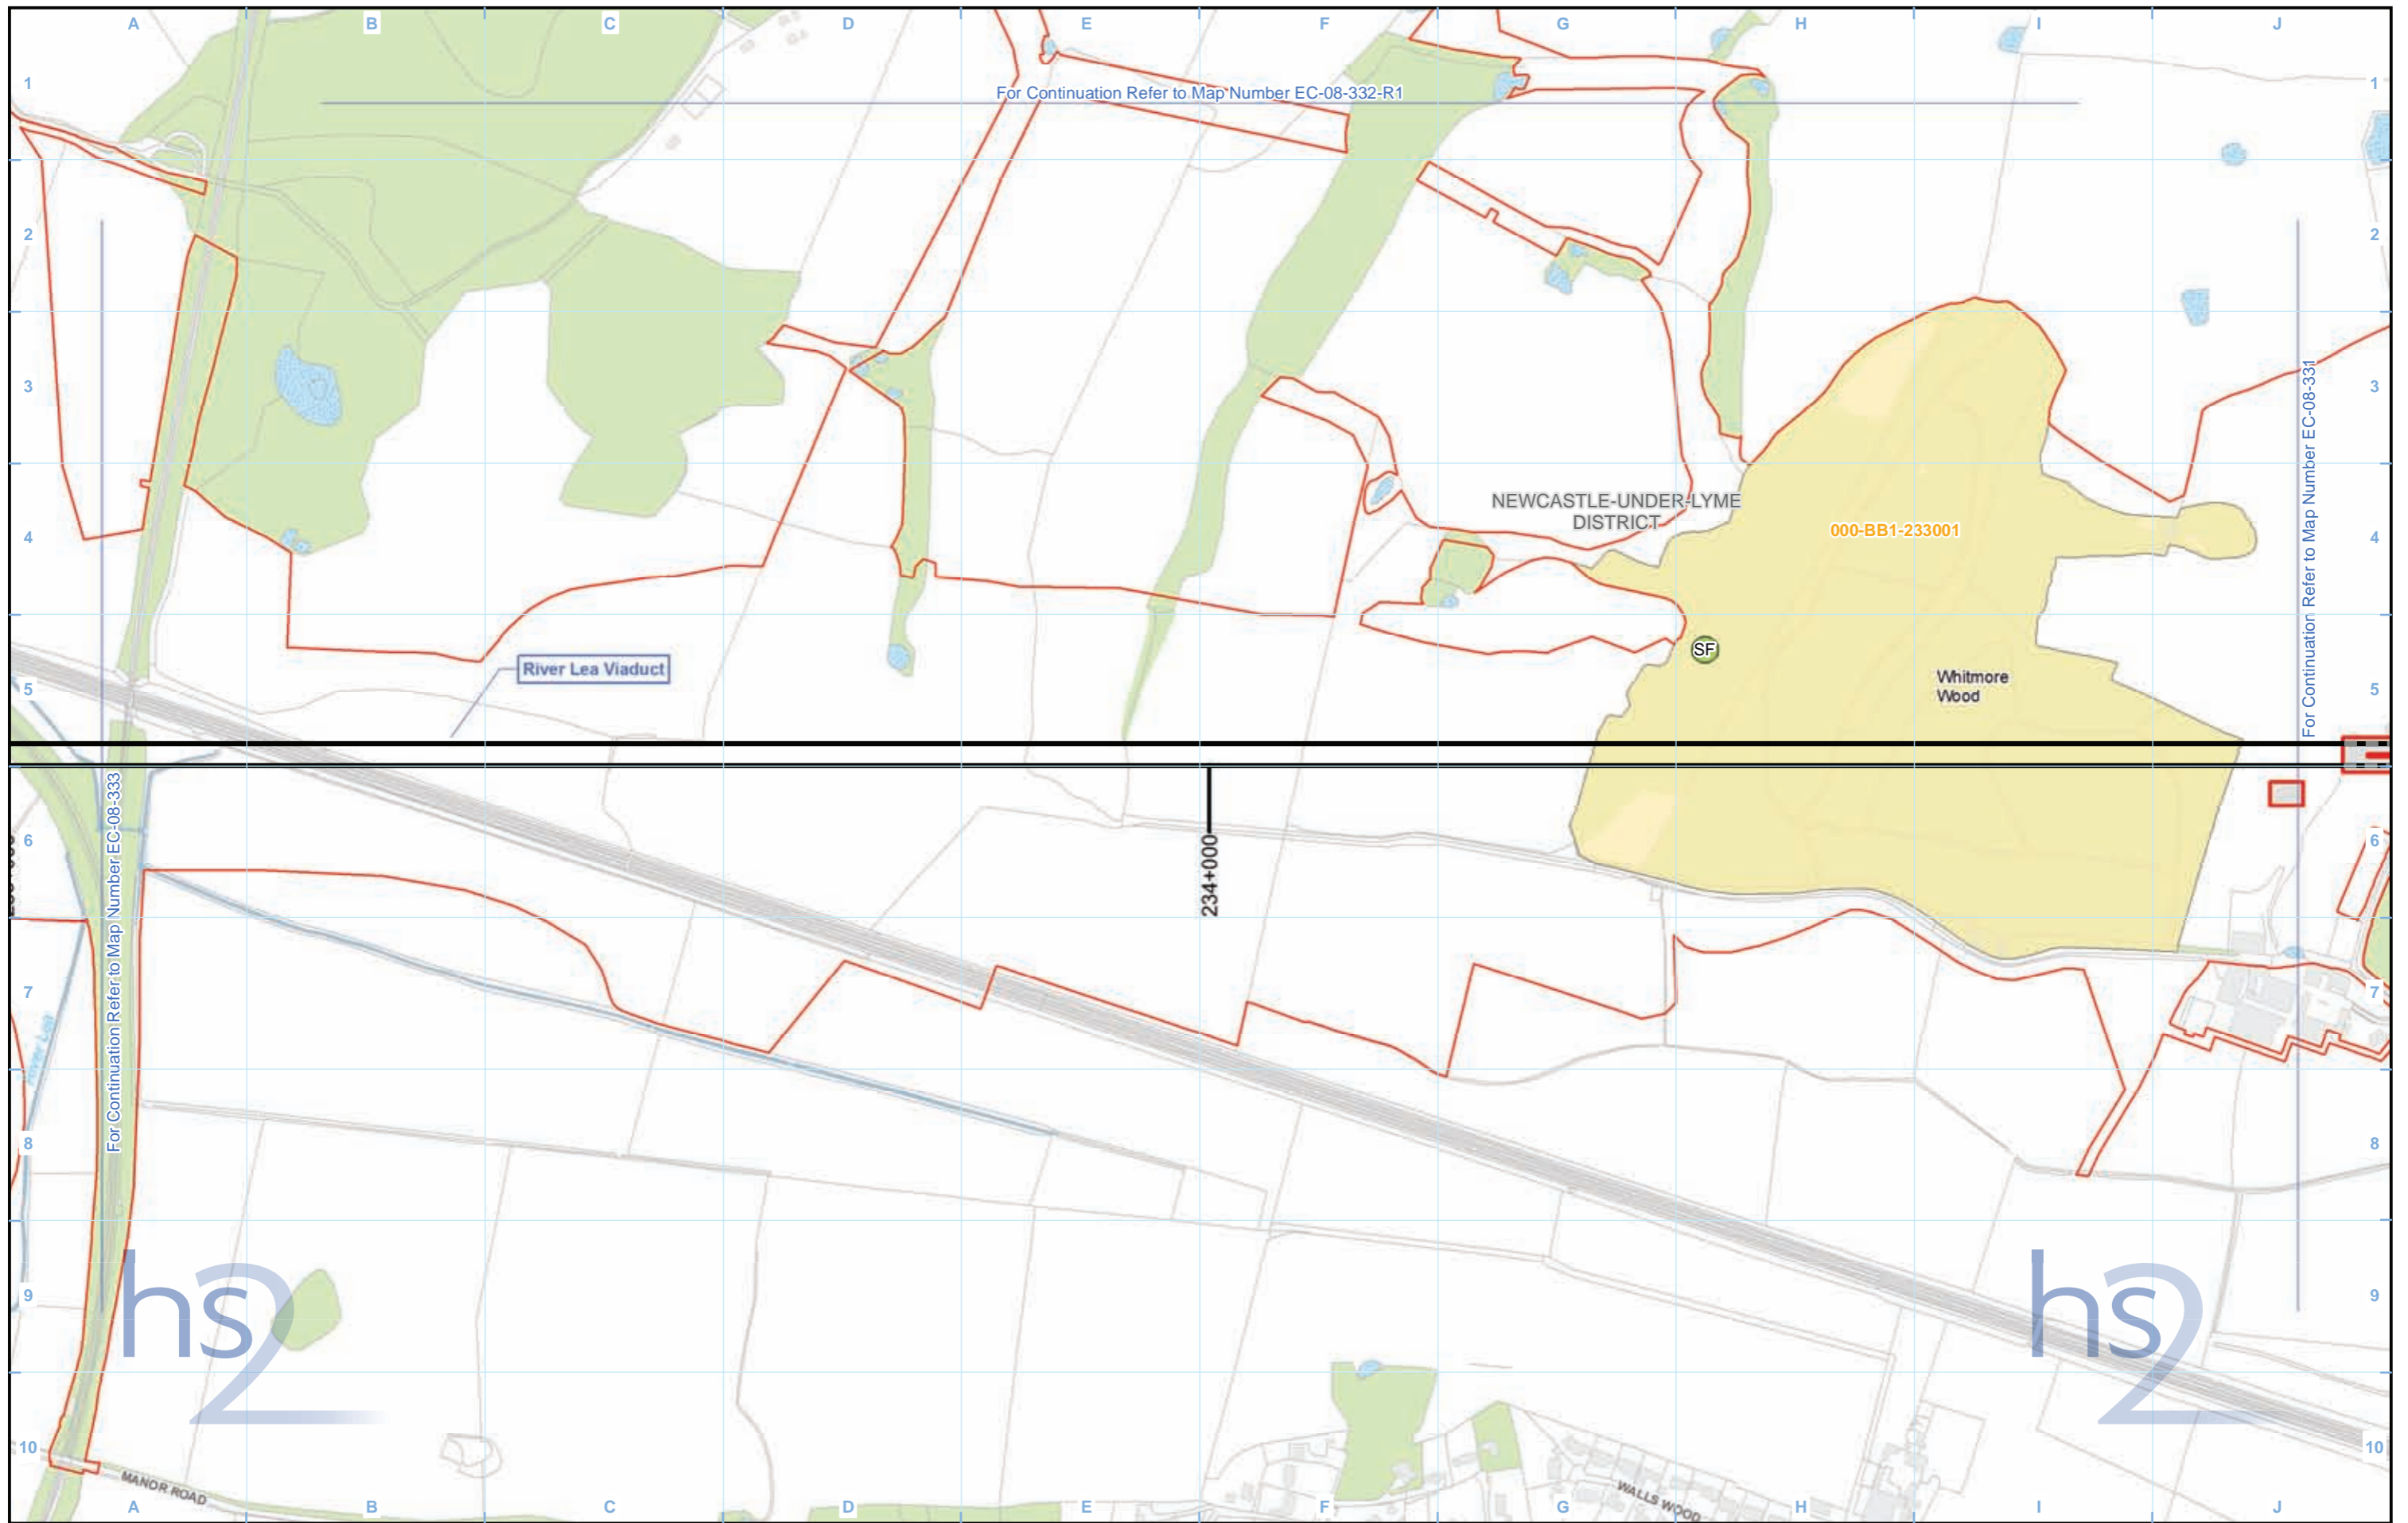 A B C D E F G H I J
1 1
For Continuation Refer to Map Number EC-08-332-R1
2 2
3 3
For Continuation Refer to Map Number EC-08-331
NEWCASTLE-UNDER-LYME
DISTRICT
000-BB1-233001
4 4
SF
River Lea Viaduct
Whitmore
Wood
5 5
For Continuation Refer to Map Number EC-08-333
6 6
234+000
7 7
River Lea
8 8
9 9
hs2
hs2
10 10
MANOR ROAD
WALLS WOOD
A B C D E F G H I J